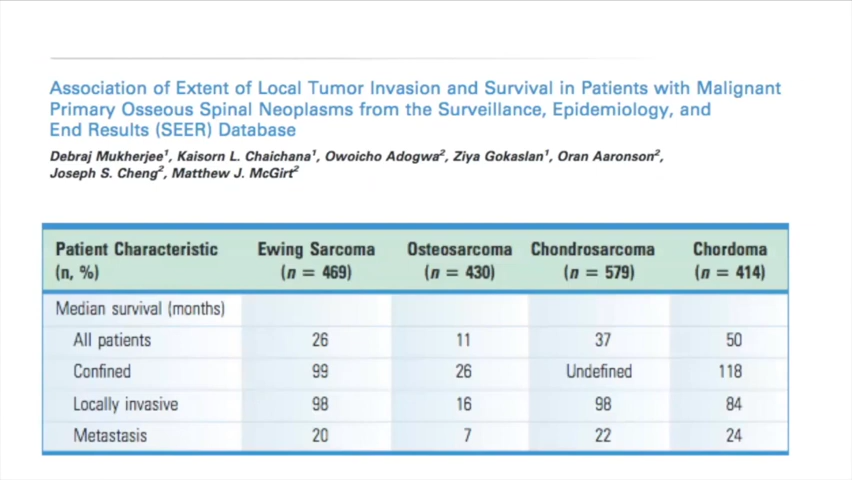 Association of Extent of Local Tumor Invasion and Survival in Patients with Malignant
Primary Osseous Spinal Neoplasms from the Surveillance, Epidemiology, and
End Results (SEER) Database
Debraj Mukherjee¹, Kaisorn L. Chaichana¹, Owoicho Adogwa², Ziya Gokaslan¹, Oran Aaronson²,
Joseph S. Cheng², Matthew J. McGirt²
Patient Characteristic Ewing Sarcoma Osteosarcoma Chondrosarcoma Chordoma
(n, %) (n = 469) (n = 430) (n = 579) (n = 414)
Median survival (months)
All patients 26 11 37 50
Confined 99 26 Undefined 118
Locally invasive 98 16 98 84
Metastasis 20 7 22 24